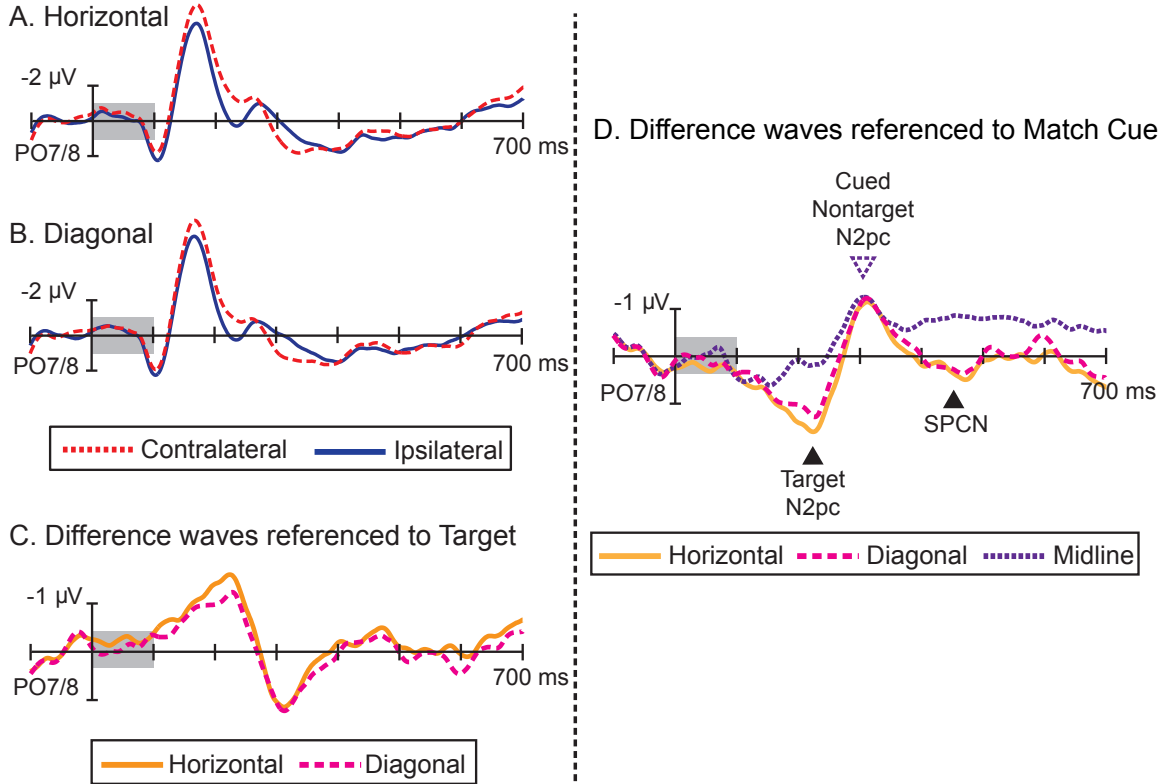 A. Horizontal
-2 µV
PO7/8
700 ms
B. Diagonal
-2 µV
PO7/8
700 ms
Contralateral Ipsilateral
C. Difference waves referenced to Target
-1 µV
PO7/8
700 ms
Horizontal Diagonal
D. Difference waves referenced to Match Cue
Cued
Nontarget
N2pc
-1 µV
PO7/8
700 ms
SPCN
Target
N2pc
Horizontal Diagonal Midline